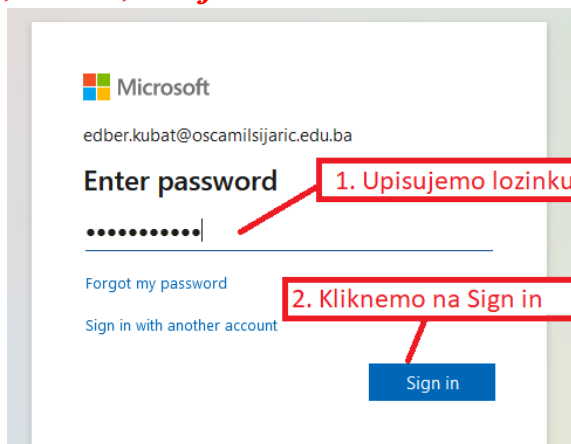 Microsoft
edber.kubat@oscamilsijaric.edu.ba
Enter password
1. Upisujemo lozinku
•••••••••••
Forgot my password
2. Kliknemo na Sign in
Sign in with another account
Sign in